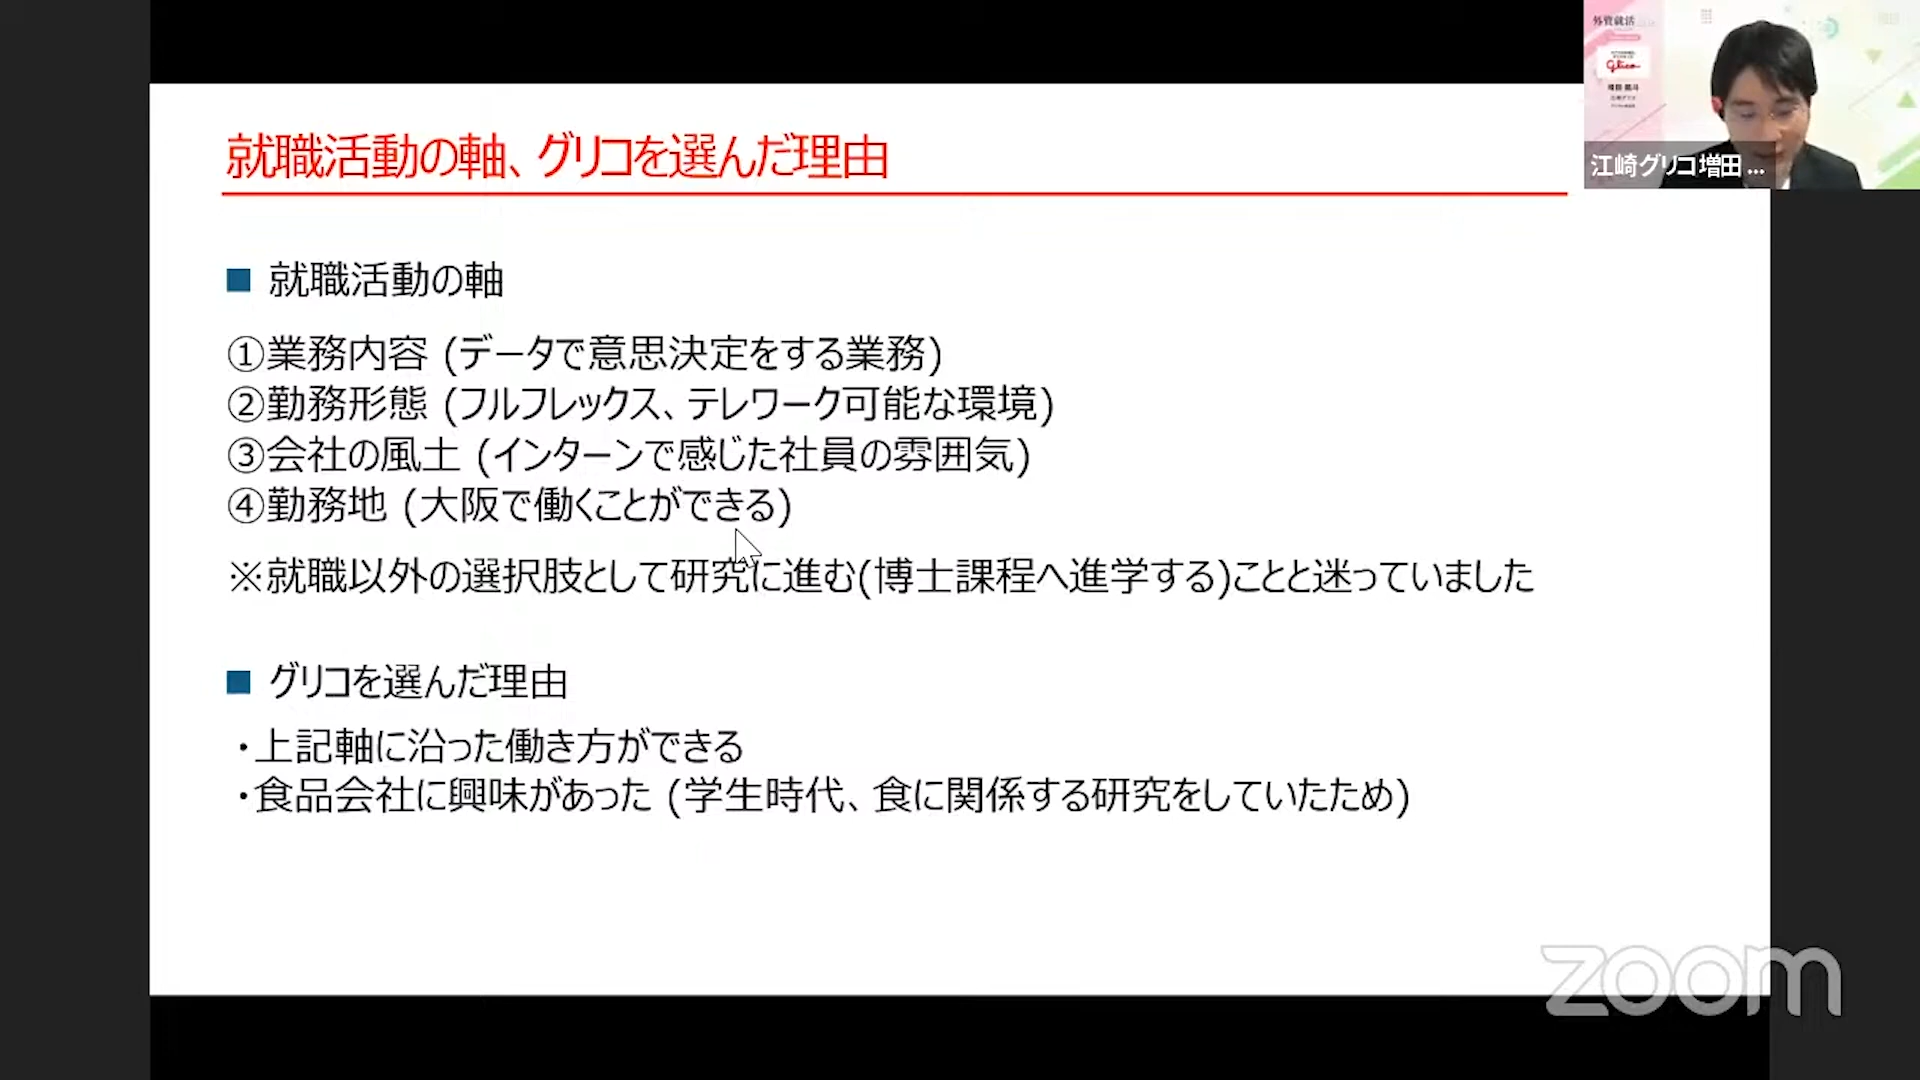 就職活動の軸、グリコを選んだ理由
外資就活
glico
江崎グリコ増田 ...
■ 就職活動の軸
①業務内容 (データで意思決定をする業務)
②勤務形態 (フルフレックス、テレワーク可能な環境)
③会社の風土 (インターンで感じた社員の雰囲気)
④勤務地 (大阪で働くことができる)
※就職以外の選択肢として研究に進む(博士課程へ進学する)ことと迷っていました
■ グリコを選んだ理由
・上記軸に沿った働き方ができる
・食品会社に興味があった (学生時代、食に関係する研究をしていたため)
zoom